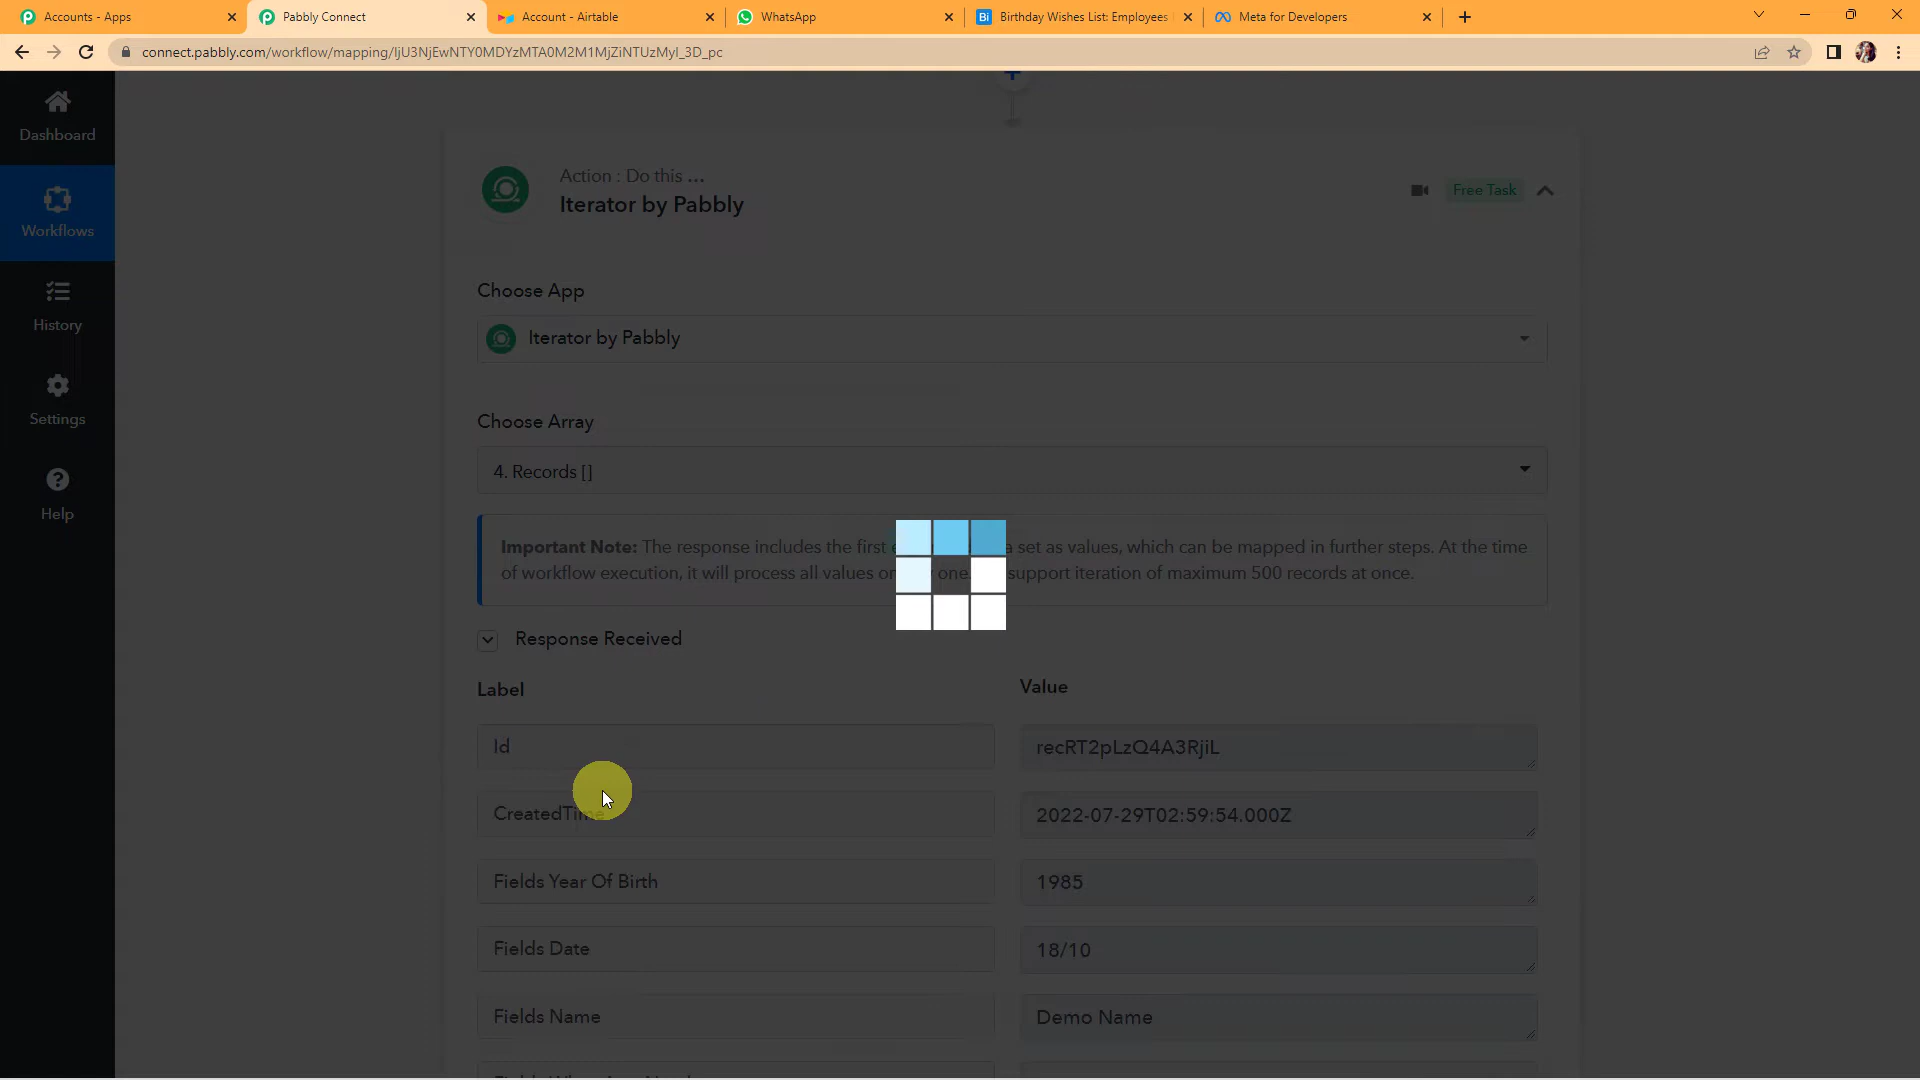 Accounts - Apps
Pabbly Connect
Account - Airtable
WhatsApp
Birthday Wishes List: Employees
Meta for Developers
connect.pabbly.com/workflow/mapping/IjU3NjEwNTY0MDYzMTA0M2M1MjZiNTUzMyI_3D_pc
Dashboard
Workflows
History
Settings
Help
Action : Do this ...
Iterator by Pabbly
Free Task
Choose App
Iterator by Pabbly
Choose Array
4. Records []
Important Note: The response includes the first set as values, which can be mapped in further steps. At the time
of workflow execution, it will process all values one support iteration of maximum 500 records at once.
Response Received
Label
Value
Id
recRT2pLzQ4A3RjiL
CreatedTime
2022-07-29T02:59:54.000Z
Fields Year Of Birth
1985
Fields Date
18/10
Fields Name
Demo Name